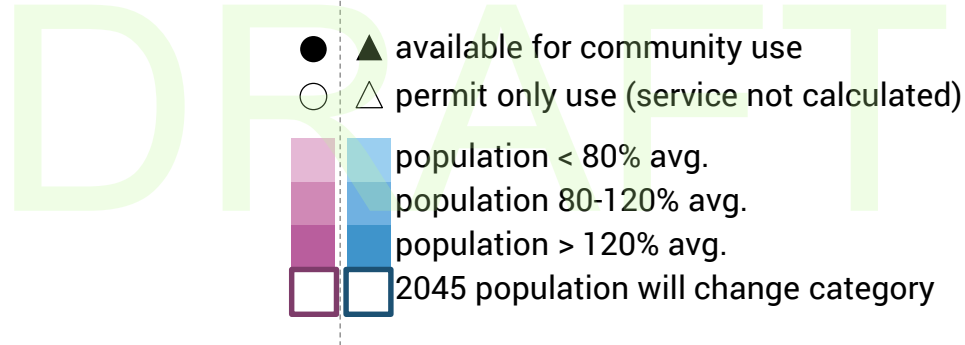 DRAFT
available for community use
permit only use (service not calculated)
population < 80% avg.
population 80-120% avg.
population > 120% avg.
2045 population will change category